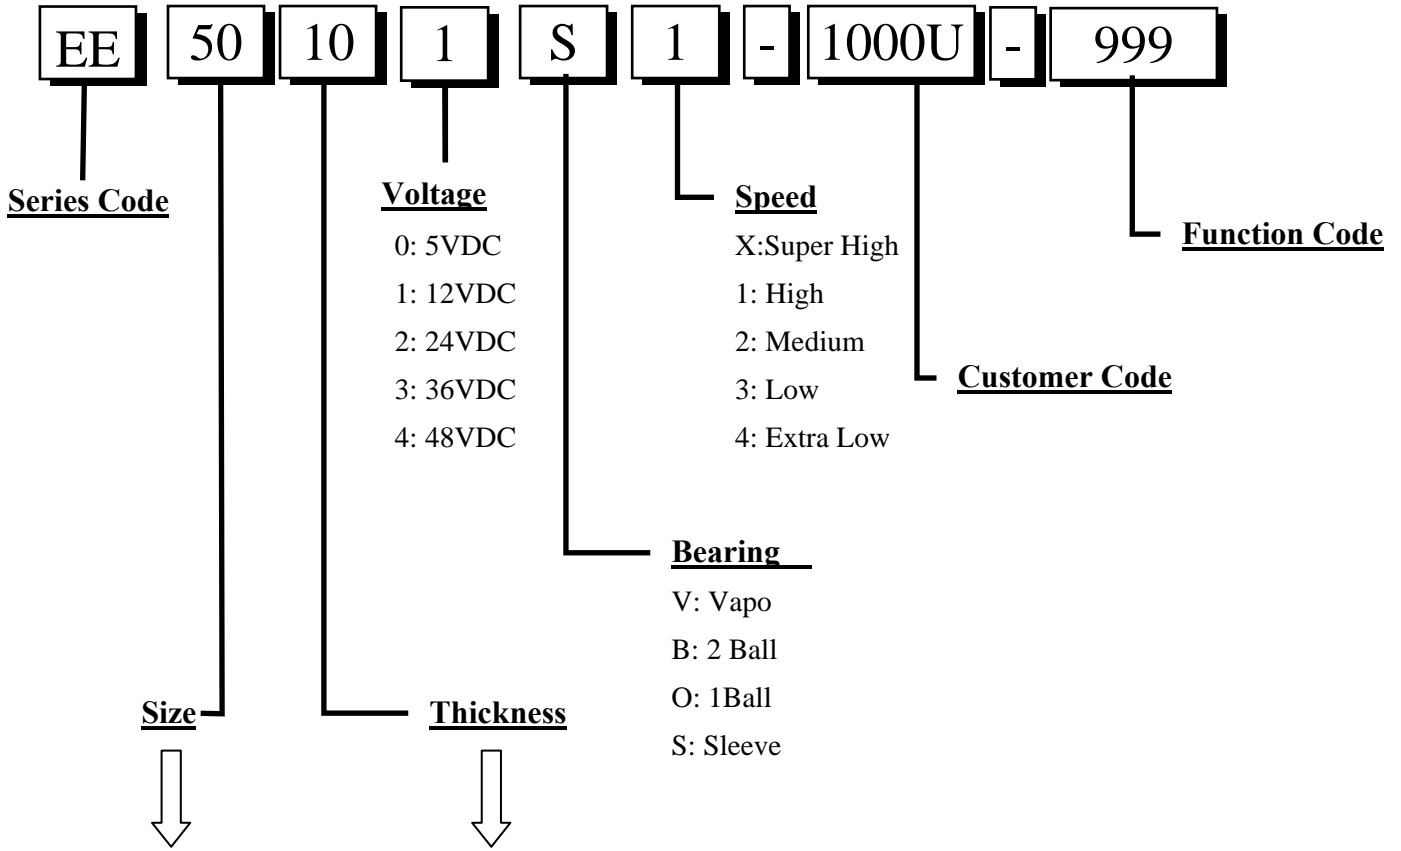 EE 50 10 1 S 1 - 1000U - 999
Series Code
Voltage
0: 5VDC
1: 12VDC
2: 24VDC
3: 36VDC
4: 48VDC
Speed
X:Super High
1: High
2: Medium
3: Low
4: Extra Low
Function Code
Customer Code
Bearing
V: Vapo
B: 2 Ball
O: 1Ball
S: Sleeve
Size
Thickness